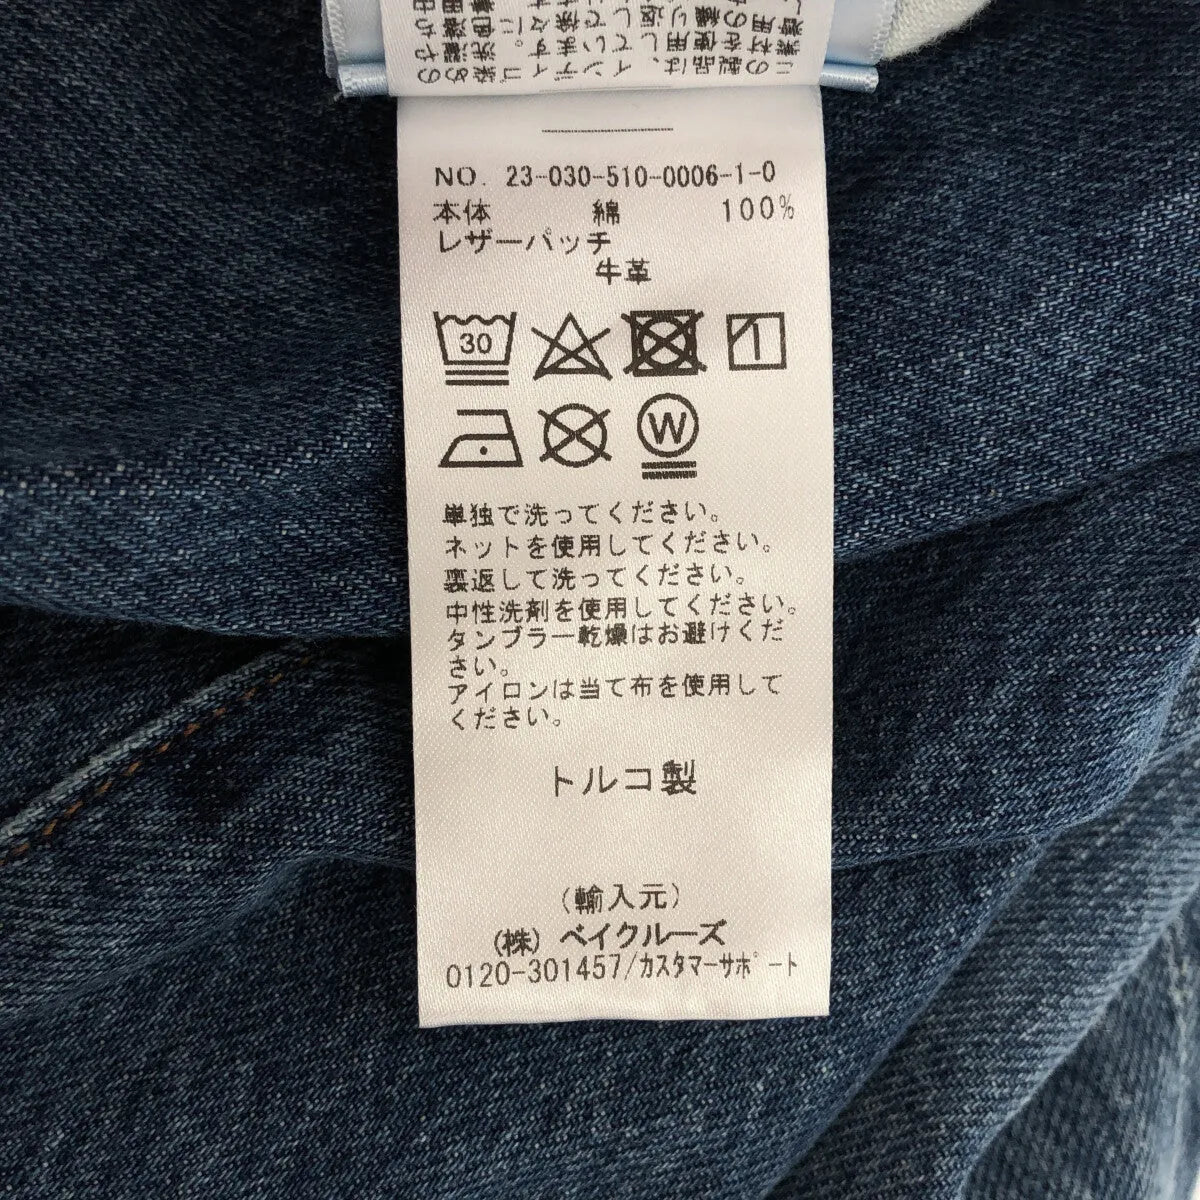 NO. 23-030-510-0006-1-0
本体 綿 100%
レザーパッチ
牛革
30
W
単独で洗ってください。
ネットを使用してください。
裏返して洗ってください。
中性洗剤を使用してください。
タンブラー乾燥はお避けくだ
さい。
アイロンは当て布を使用して
ください。
トルコ製
(輸入元)
(株) ベイクルーズ
0120-301457/カスタマーサポート